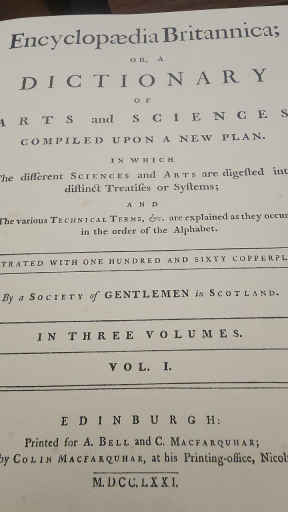 Encyclopædia Britannica;
OR, A
DICTIONARY
OF
ARTS and SCIENCES
COMPILED UPON A NEW PLAN.
IN WHICH
The different SCIENCES and ARTS are digeſted int
diſtinct Treatiſes or Syſtems;
AND
The various TECHNICAL TERMS, &c. are explained as they occur
in the order of the Alphabet.
TRATED WITH ONE HUNDRED AND SIXTY COPPERPL
By a SOCIETY of GENTLEMEN in SCOTLAND.
IN THREE VOLUMES.
VOL. I.
EDINBURGH:
Printed for A. BELL and C. MACFARQUHAR;
by COLIN MACFARQUHAR, at his Printing-office, Nicol
M.DCC.LXXI.